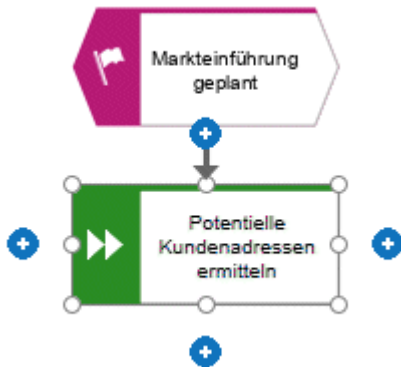 Markteinführung
geplant
Potentielle
Kundenadressen
ermitteln